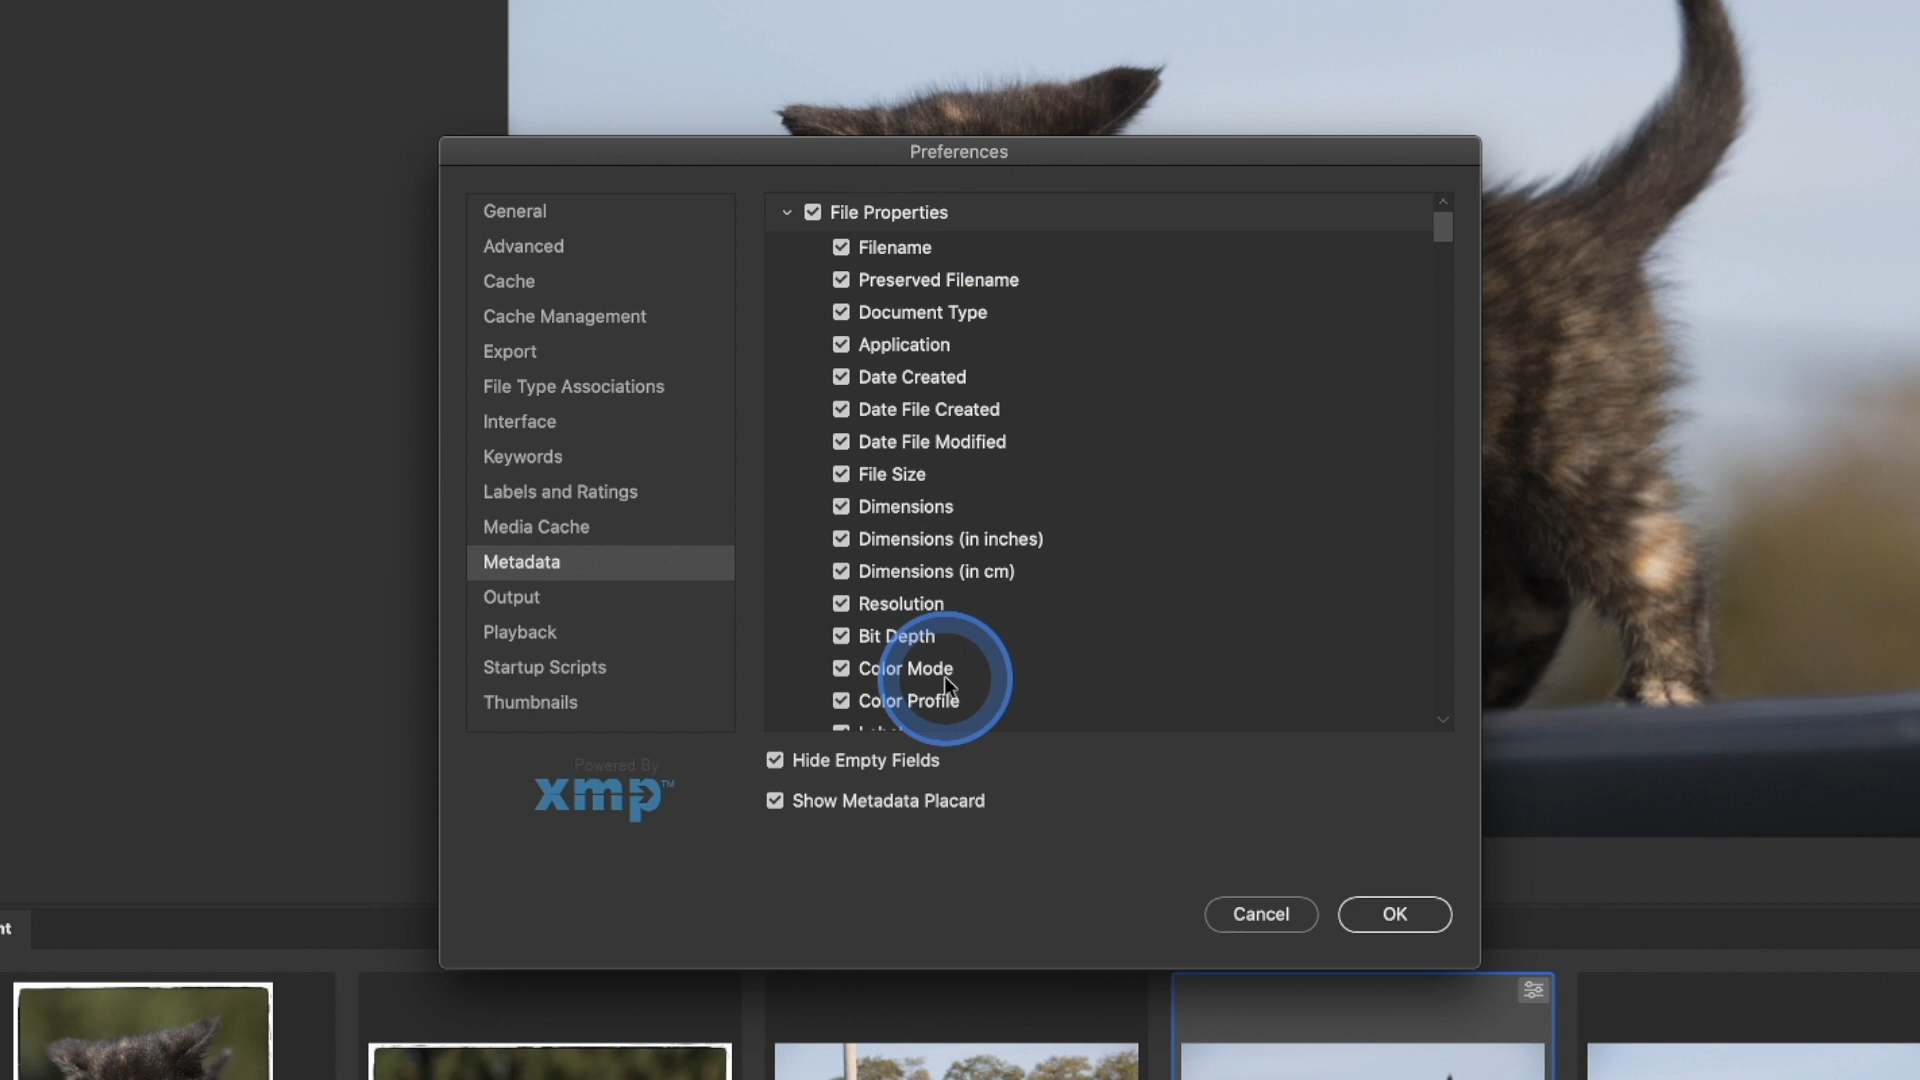 Preferences
General
Advanced
Cache
Cache Management
Export
File Type Associations
Interface
Keywords
Labels and Ratings
Media Cache
Metadata
Output
Playback
Startup Scripts
Thumbnails
Powered By
xmp™
File Properties
Filename
Preserved Filename
Document Type
Application
Date Created
Date File Created
Date File Modified
File Size
Dimensions
Dimensions (in inches)
Dimensions (in cm)
Resolution
Bit Depth
Color Mode
Color Profile
Hide Empty Fields
Show Metadata Placard
Cancel
OK
nt